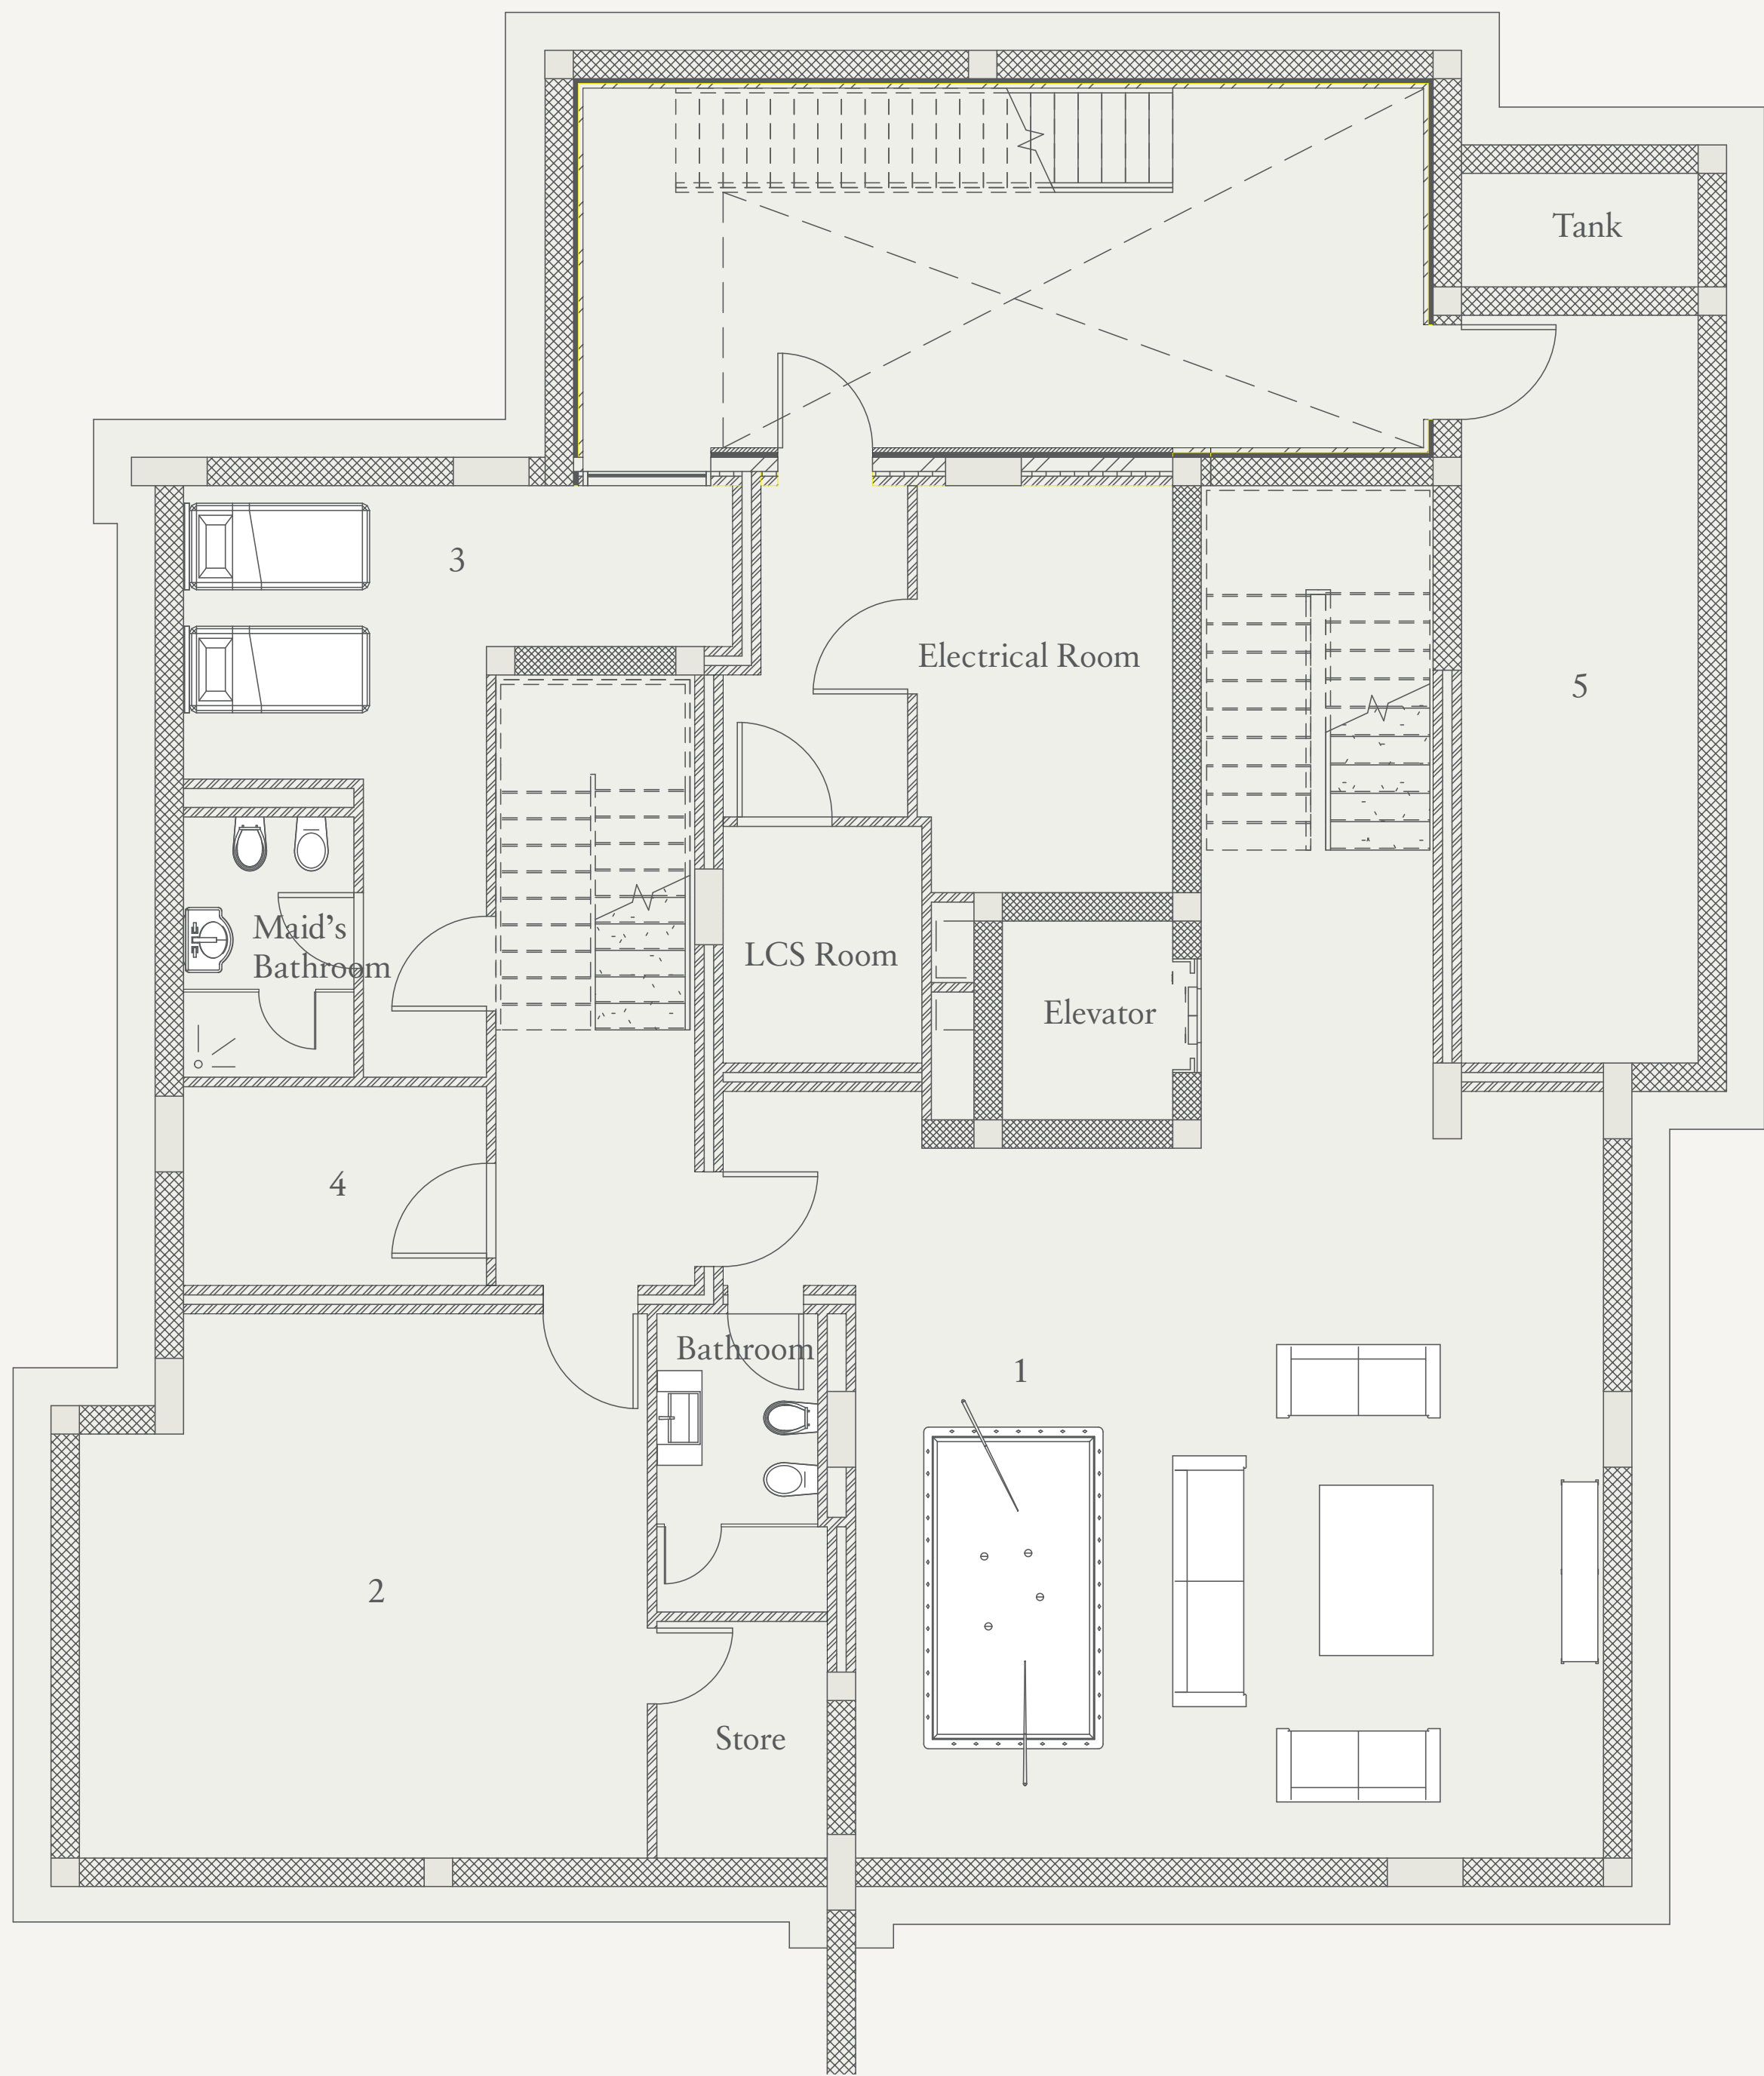 Tank
3
Electrical Room
5
Maid’s
Bathroom
LCS Room
Elevator
4
Bathroom
1
2
Store